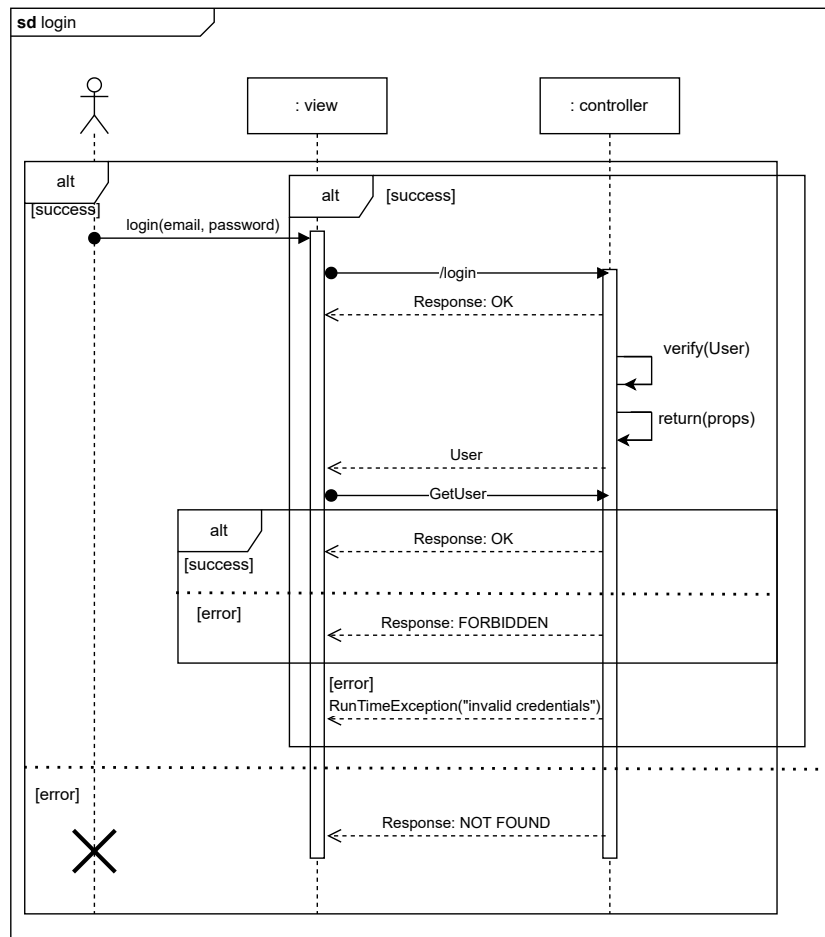 sd login
: view
: controller
alt
alt
[success]
[success]
login(email, password)
/login
Response: OK
verify(User)
return(props)
User
GetUser
alt
Response: OK
[success]
[error]
Response: FORBIDDEN
[error]
RunTimeException("invalid credentials")
[error]
Response: NOT FOUND